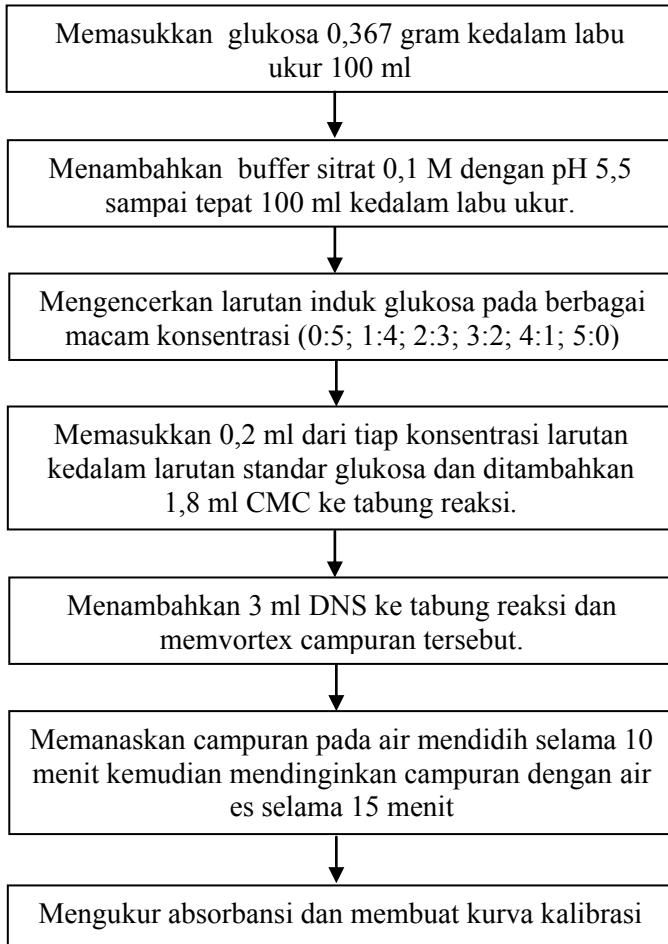 Memasukkan glukosa 0,367 gram kedalam labu
ukur 100 ml
Menambahkan buffer sitrat 0,1 M dengan pH 5,5
sampai tepat 100 ml kedalam labu ukur.
Mengencerkan larutan induk glukosa pada berbagai
macam konsentrasi (0:5; 1:4; 2:3; 3:2; 4:1; 5:0)
Memasukkan 0,2 ml dari tiap konsentrasi larutan
kedalam larutan standar glukosa dan ditambahkan
1,8 ml CMC ke tabung reaksi.
Menambahkan 3 ml DNS ke tabung reaksi dan
memvortex campuran tersebut.
Memanaskan campuran pada air mendidih selama 10
menit kemudian mendinginkan campuran dengan air
es selama 15 menit
Mengukur absorbansi dan membuat kurva kalibrasi